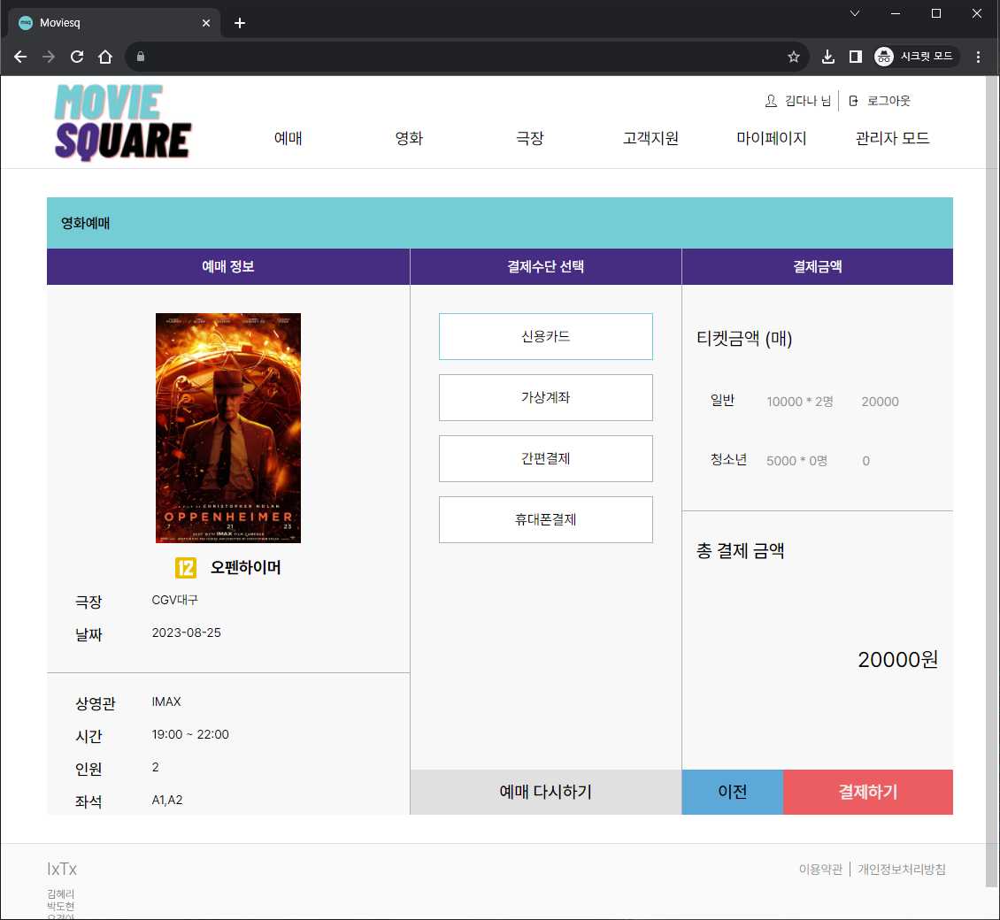 msq Moviesq
시크릿 모드
MOVIE
SQUARE
김다나 님 로그아웃
예매 영화 극장 고객지원 마이페이지 관리자 모드
영화예매
예매 정보 결제수단 선택 결제금액
OPPENHEIMER
7 21 23
12 오펜하이머
극장 CGV대구
날짜 2023-08-25
상영관 IMAX
시간 19:00 ~ 22:00
인원 2
좌석 A1,A2
신용카드
가상계좌
간편결제
휴대폰결제
예매 다시하기
티켓금액 (매)
일반 10000 * 2명 20000
청소년 5000 * 0명 0
총 결제 금액
20000원
이전 결제하기
IxTx
이용약관 개인정보처리방침
김혜리
박도현